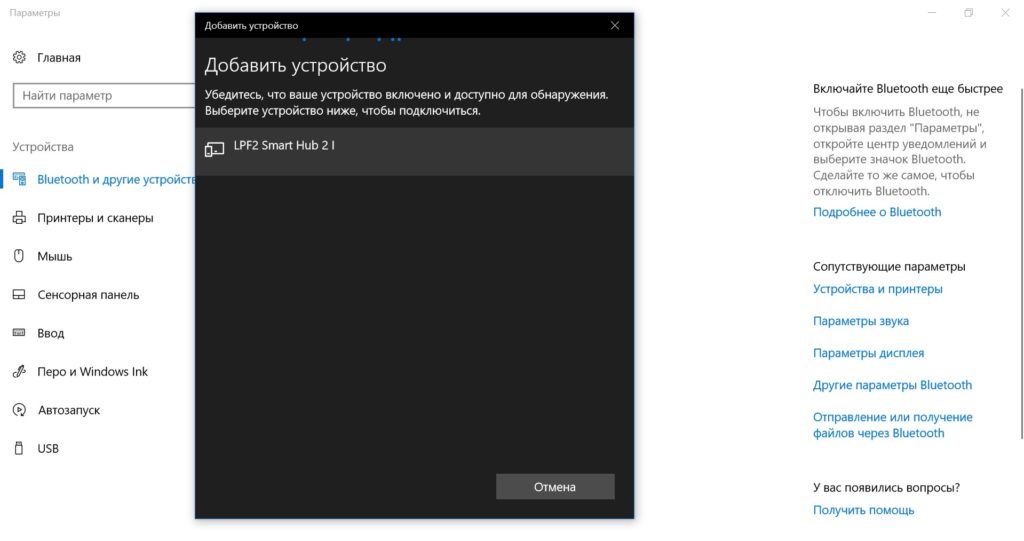 Параметры
Главная
Найти параметр
Устройства
Bluetooth и другие устройств
Принтеры и сканеры
Мышь
Сенсорная панель
Ввод
Перо и Windows Ink
Автозапуск
USB
Добавить устройство
Добавить устройство
Убедитесь, что ваше устройство включено и доступно для обнаружения.
Выберите устройство ниже, чтобы подключиться.
LPF2 Smart Hub 2 I
Отмена
Включайте Bluetooth еще быстрее
Чтобы включить Bluetooth, не
открывая раздел "Параметры",
откройте центр уведомлений и
выберите значок Bluetooth.
Сделайте то же самое, чтобы
отключить Bluetooth.
Подробнее о Bluetooth
Сопутствующие параметры
Устройства и принтеры
Параметры звука
Параметры дисплея
Другие параметры Bluetooth
Отправление или получение
файлов через Bluetooth
У вас появились вопросы?
Получить помощь